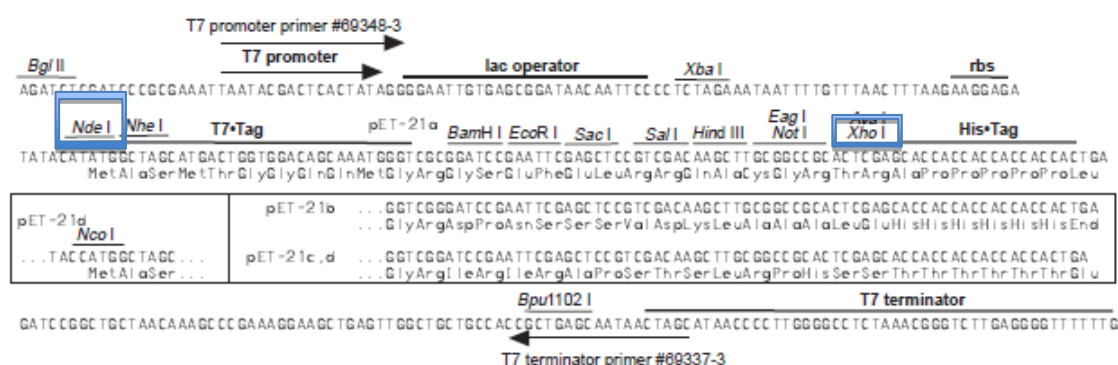 T7 promoter primer #69348-3
Bgl II T7 promoter lac operator Xba I rbs
AGATCTCGATCCCGCGAAATTAATACGACTCACTATAGGGGAATTGTGAGCGGATAACAATTCCCCTCTAGAAATAATTTTGTTTAACTTTAAGAAGGAGA
Nde I Nhe I T7•Tag pET-21a BamH I EcoR I Sac I Sal I Hind III Eag I Not I Xho I His•Tag
TATACATATGGCTAGCATGACTGGTGGACAGCAAATGGGTCGCGGATCCGAATTCGAGCTCCGTCGACAAGCTTGCGGCCGCACTCGAGCACCACCACCACCACCACTGA
MetAlaSerMetThrGlyGlyGlnGlnMetGlyArgGlySerGluPheGluLeuArgArgGlnAlaCysGlyArgThrArgAlaProProProProProProLeu
pET-21d
Nco I
...TACCATGGCTAGC...
MetAlaSer...
pET-21b ...GGTCGGGATCCGAATTCGAGCTCCGTCGACAAGCTTGCGGCCGCACTCGAGCACCACCACCACCACCACTGA
...GlyArgAspProAsnSerSerSerValAspLysLeuAlaAlaAlaLeuGluHisHisHisHisHisHisEnd
pET-21c,d ...GGTCGGATCCGAATTCGAGCTCCGTCGACAAGCTTGCGGCCGCACTCGAGCACCACCACCACCACCACTGA
...GlyArgIleArgIleArgAlaProSerThrSerLeuArgProHisSerSerThrThrThrThrThrThrGlu
Bpu1102 I T7 terminator
GATCCGGCTGCTAACAAAGCCCGAAAGGAAGCTGAGTTGGCTGCTGCCACCGCTGAGCAATAACTAGCATAACCCCTTGGGGCCTCTAAACGGGTCTTGAGGGGTTTTTTG
T7 terminator primer #69337-3